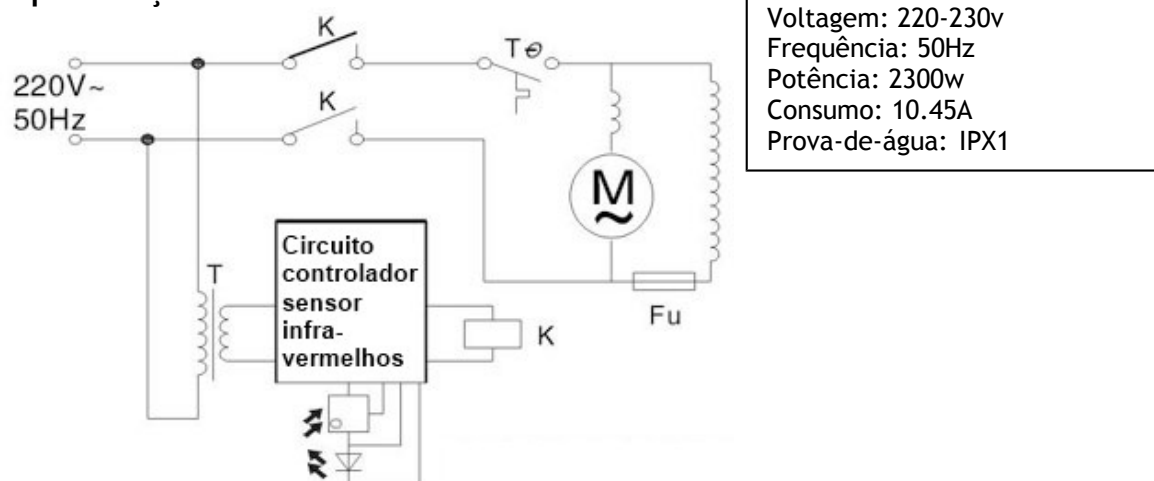 Voltagem: 220-230v
Frequência: 50Hz
Potência: 2300w
Consumo: 10.45A
Prova-de-água: IPX1
K
T-ө
220V~
50Hz
K
M
~
Circuito
controlador
sensor
infra-
vermelhos
T
Fu
K